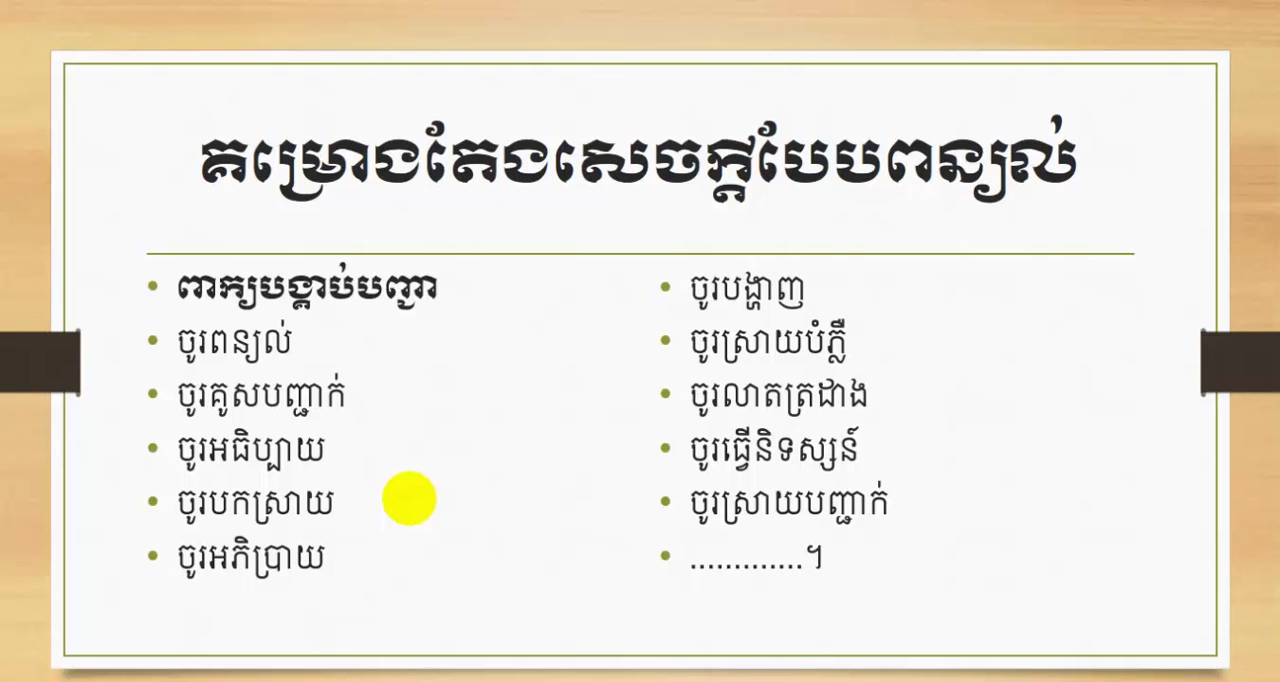 គម្រោងតែងសេចក្តីបែបពន្យល់
• ពាក្យបង្គាប់បញ្ជា
• ចូរពន្យល់
• ចូរគូសបញ្ជាក់
• ចូរអធិប្បាយ
• ចូរបកស្រាយ
• ចូរអភិប្រាយ
• ចូរបង្ហាញ
• ចូរស្រាយបំភ្លឺ
• ចូរលាតត្រដាង
• ចូរធ្វើនិទស្សន៍
• ចូរស្រាយបញ្ជាក់
• .............។